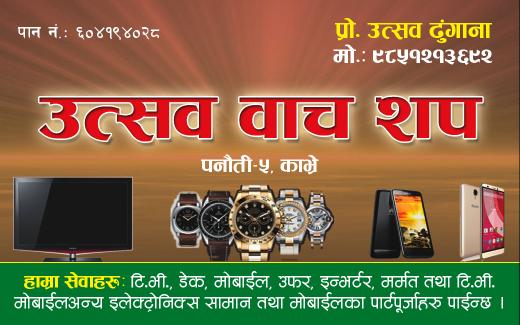 पान नं.: ६०४१९४०२८
प्रो. उत्सव दुंगाना
मो.: ९८५१२१३६९२
उत्सव वाच शप
पनौती-५, काभ्रे
हाम्रा सेवाहरुः टि.भी., डेक, मोबाईल, उफर, इन्भर्टर, मर्मत तथा टि.भी.
मोबाईलअन्य इलेक्ट्रोनिक्स सामान तथा मोबाईलका पार्टपूर्जाहरु पाईन्छ ।